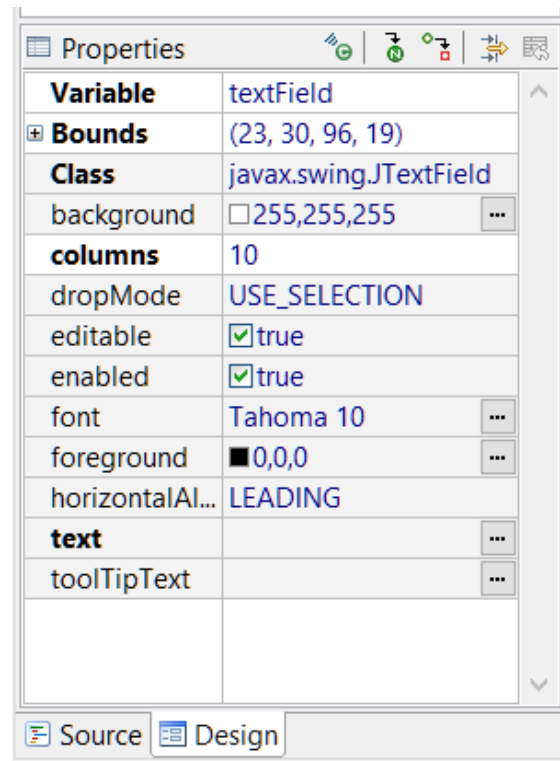 Properties
Variable textField
Bounds (23, 30, 96, 19)
Class javax.swing.JTextField
background 255,255,255 ...
columns 10
dropMode USE_SELECTION
editable true
enabled true
font Tahoma 10 ...
foreground 0,0,0 ...
horizontalAl... LEADING
text ...
toolTipText ...
Source Design